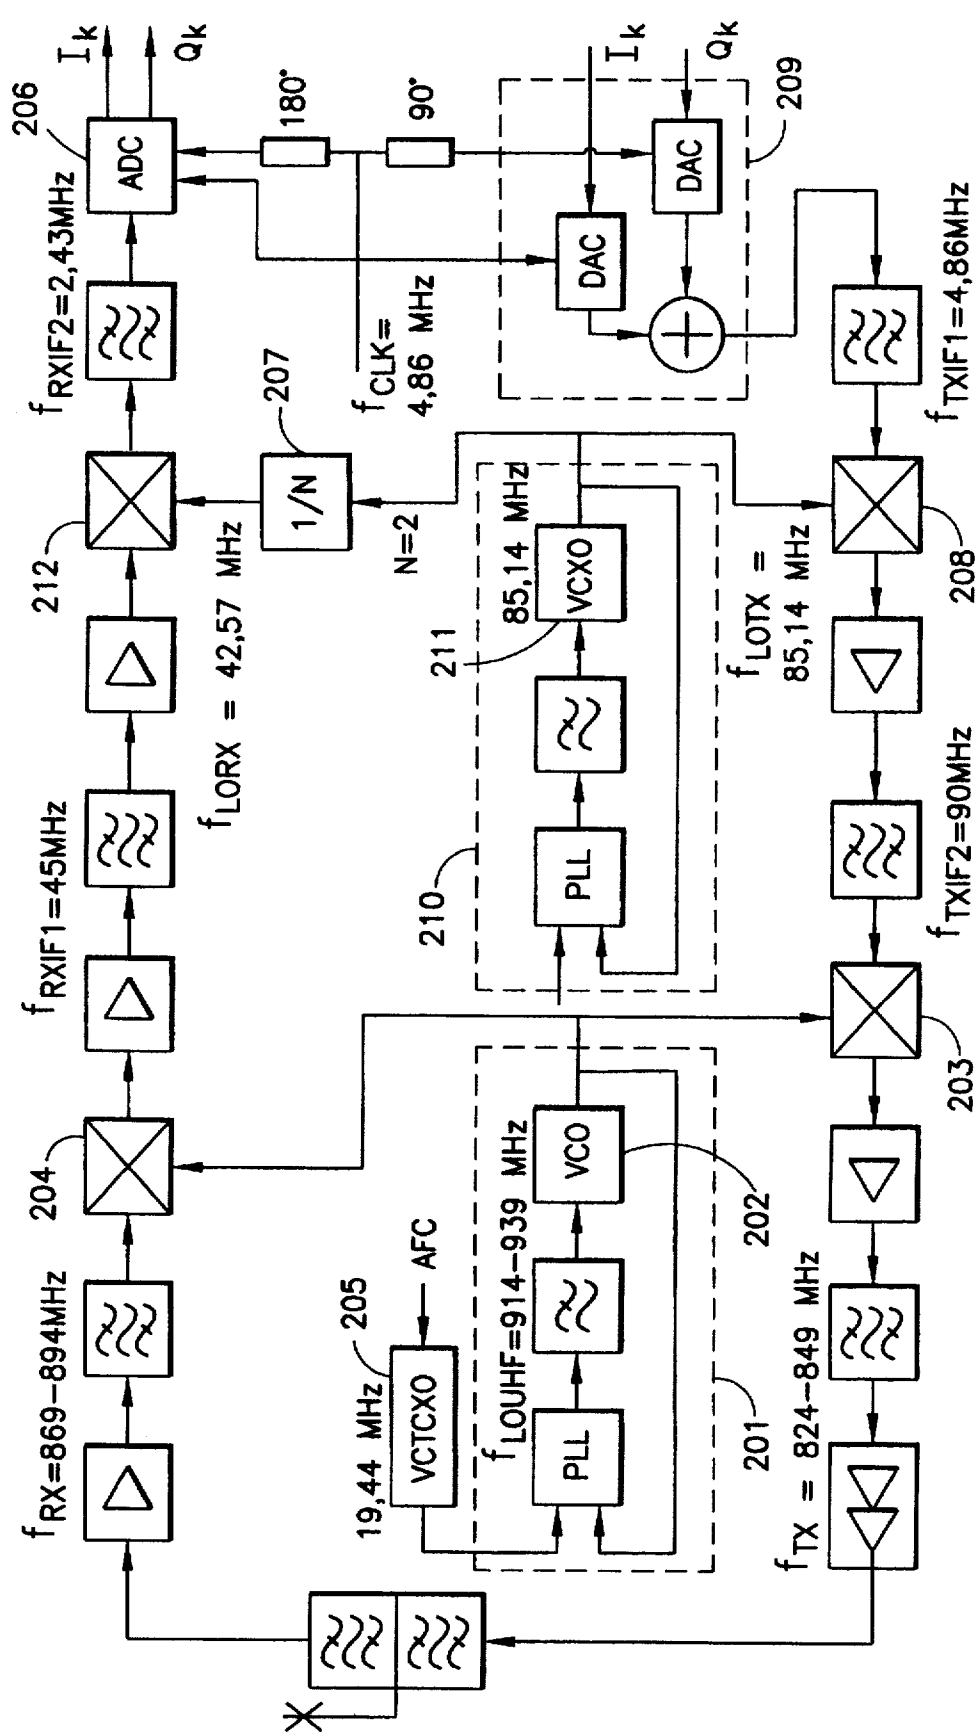 206
I_k
Q_k
ADC
180°
90°
f_RXIF2=2,43MHz
f_CLK=
4,86 MHz
I_k
Q_k
DAC
DAC
209
f_TXIF1=4,86MHz
212
207
1/N
N=2
f_LORX = 42,57 MHz
85,14 MHz
VCXO
211
f_LOTX =
85,14 MHz
208
f_RXIF1=45MHz
210
PLL
f_TXIF2=90MHz
203
204
f_RX=869-894MHz
AFC
205
VCTCXO
19,44 MHz
f_LOUHF=914-939 MHz
VCO
202
PLL
201
f_TX = 824-849 MHz